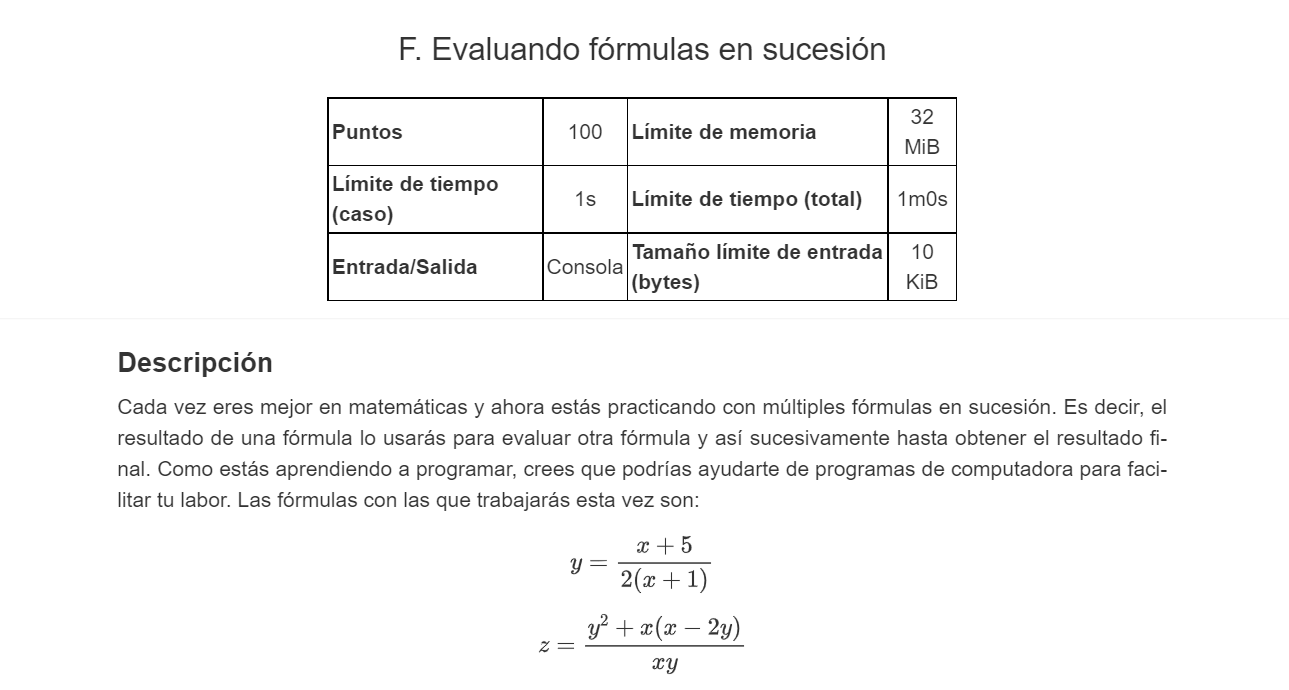 F. Evaluando fórmulas en sucesión
Puntos 100 Límite de memoria 32 MiB
Límite de tiempo (caso) 1s Límite de tiempo (total) 1m0s
Entrada/Salida Consola Tamaño límite de entrada (bytes) 10 KiB
Descripción
Cada vez eres mejor en matemáticas y ahora estás practicando con múltiples fórmulas en sucesión. Es decir, el
resultado de una fórmula lo usarás para evaluar otra fórmula y así sucesivamente hasta obtener el resultado fi-
nal. Como estás aprendiendo a programar, crees que podrías ayudarte de programas de computadora para faci-
litar tu labor. Las fórmulas con las que trabajarás esta vez son:
y = \frac{x + 5}{2(x + 1)}
z = \frac{y^2 + x(x − 2y)}{xy}